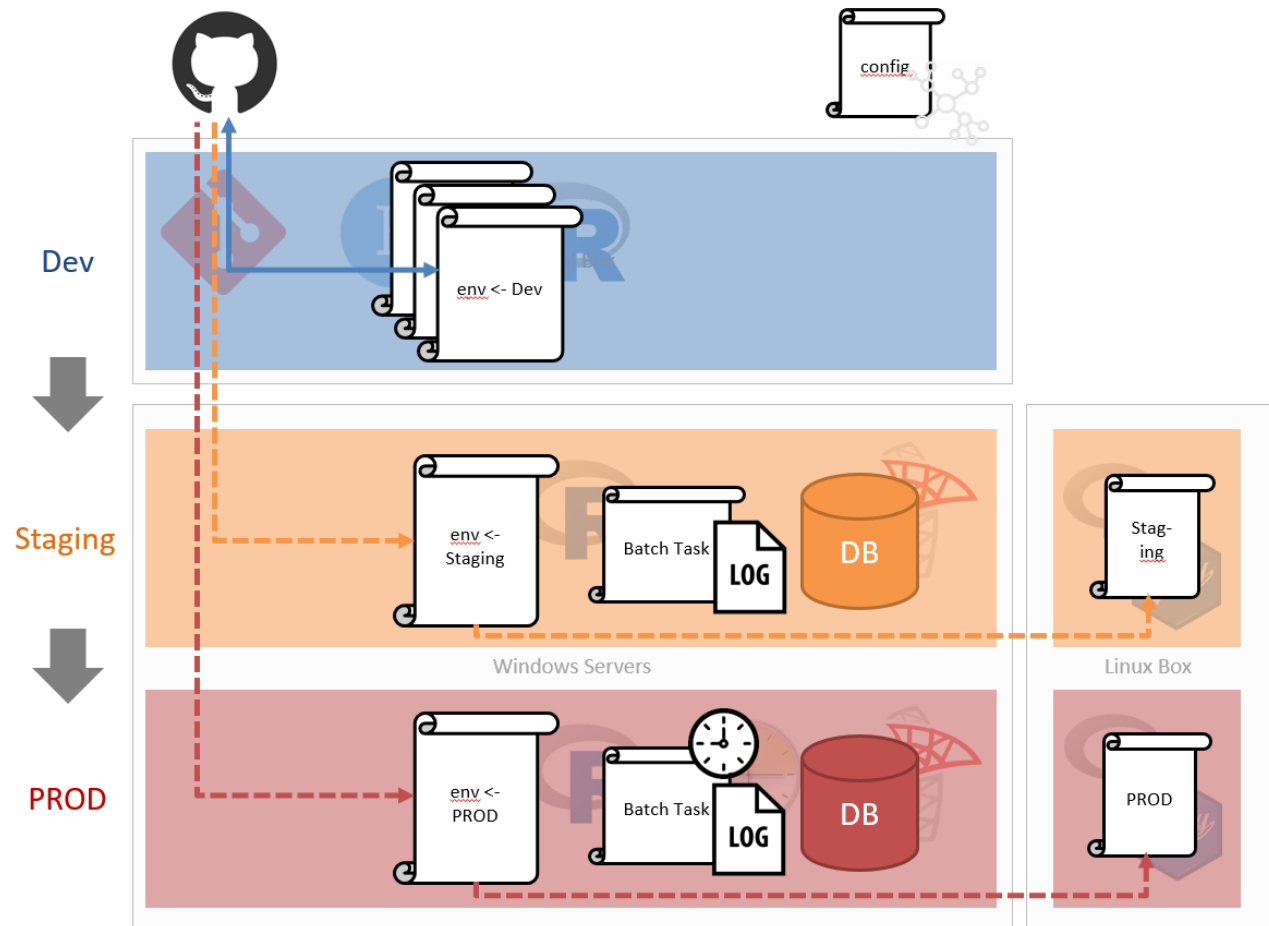 config
Dev
env <- Dev
Staging
env <-
Staging
Batch Task
LOG
DB
Stag-
ing
Windows Servers
Linux Box
PROD
env <-
PROD
Batch Task
LOG
DB
PROD